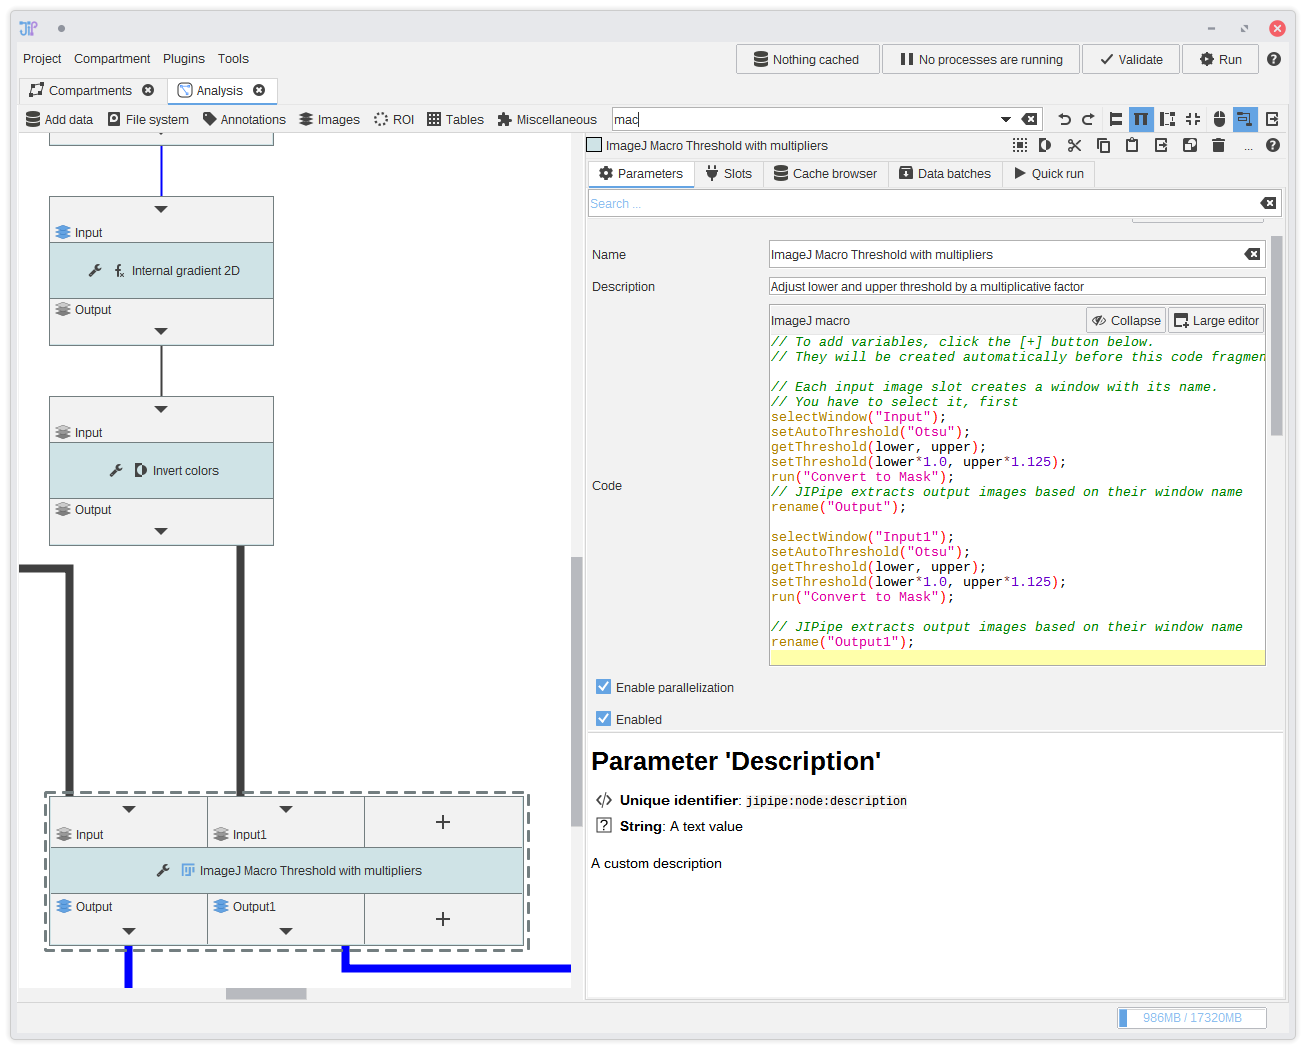 JIP
Project Compartment Plugins Tools
Nothing cached
No processes are running
Validate
Run
Compartments
Analysis
Add data File system Annotations Images ROI Tables Miscellaneous
mac
ImageJ Macro Threshold with multipliers
...
Parameters Slots Cache browser Data batches Quick run
Search ...
Name
ImageJ Macro Threshold with multipliers
Description
Adjust lower and upper threshold by a multiplicative factor
Code
ImageJ macro
Collapse
Large editor
// To add variables, click the [+] button below.
// They will be created automatically before this code fragmen
// Each input image slot creates a window with its name.
// You have to select it, first
selectWindow("Input");
setAutoThreshold("Otsu");
getThreshold(lower, upper);
setThreshold(lower*1.0, upper*1.125);
run("Convert to Mask");
// JIPipe extracts output images based on their window name
rename("Output");
selectWindow("Input1");
setAutoThreshold("Otsu");
getThreshold(lower, upper);
setThreshold(lower*1.0, upper*1.125);
run("Convert to Mask");
// JIPipe extracts output images based on their window name
rename("Output1");
Enable parallelization
Enabled
Parameter 'Description'
Unique identifier: jipipe:node:description
String: A text value
A custom description
Input
Internal gradient 2D
Output
Input
Invert colors
Output
Input
Input1
ImageJ Macro Threshold with multipliers
Output
Output1
986MB / 17320MB